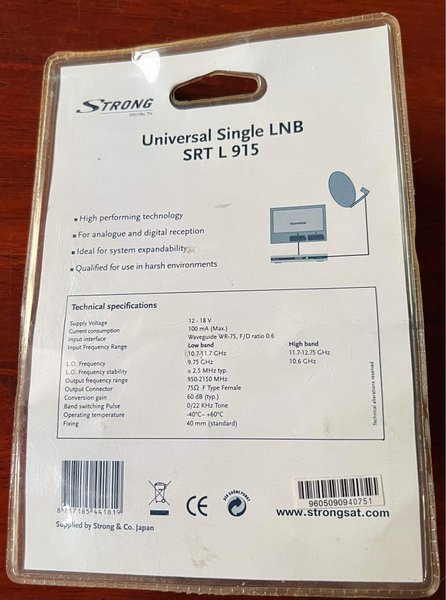 STRONG
DIGITAL TV
Universal Single LNB
SRT L 915
High performing technology
For analogue and digital reception
Ideal for system expandability
Qualified for use in harsh environments
Technical specifications
Supply Voltage 12 - 18 V
Current consumption 100 mA (Max.)
Input interface Waveguide WR-75, F/D ratio 0.6
Input Frequency Range Low band High band
10.7-11.7 GHz 11.7-12.75 GHz
L.O. Frequency 9.75 GHz 10.6 GHz
L.O. Frequency stability ± 2.5 MHz typ.
Output frequency range 950-2150 MHz
Output Connector 75Ω F Type Female
Conversion gain 60 dB (typ.)
Band switching Pulse 0/22 KHz Tone
Operating temperature -40°C~ +60°C
Fixing 40 mm (standard)
Technical alterations reserved
8 717185 441819
CE
DER GRÜNE PUNKT
9605090940751
www.strongsat.com
Supplied by Strong & Co. Japan